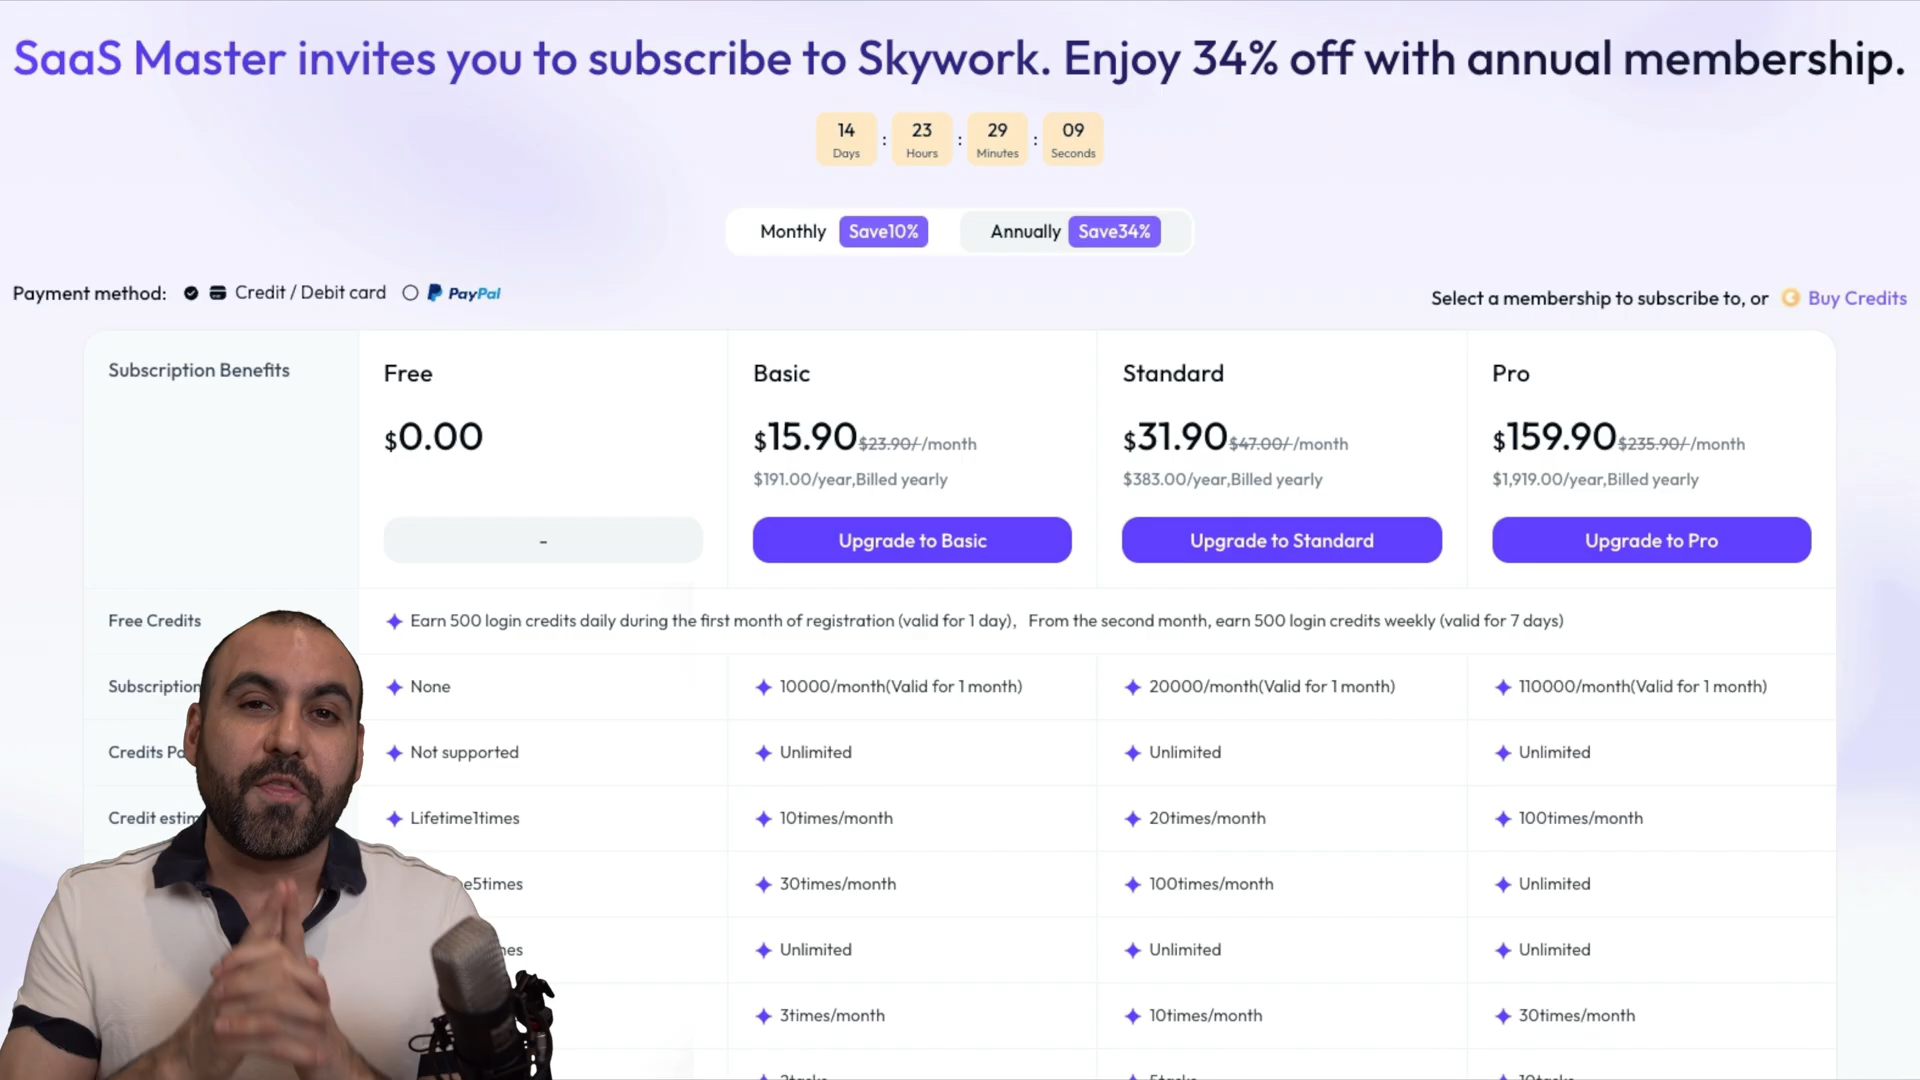 SaaS Master invites you to subscribe to Skywork. Enjoy 34% off with annual membership.
14 : 23 : 29 : 09
Days Hours Minutes Seconds
Monthly Save10% Annually Save34%
Payment method: Credit / Debit card PayPal
Select a membership to subscribe to, or Buy Credits
Subscription Benefits Free Basic Standard Pro
$0.00 $15.90 $23.90/ /month $31.90 $47.00/ /month $159.90 $235.90/ /month
$191.00/year,Billed yearly $383.00/year,Billed yearly $1,919.00/year,Billed yearly
- Upgrade to Basic Upgrade to Standard Upgrade to Pro
Free Credits Earn 500 login credits daily during the first month of registration (valid for 1 day), From the second month, earn 500 login credits weekly (valid for 7 days)
Subscription None 10000/month(Valid for 1 month) 20000/month(Valid for 1 month) 110000/month(Valid for 1 month)
Credits Not supported Unlimited Unlimited Unlimited
Credit Lifetime1times 10times/month 20times/month 100times/month
e5times 30times/month 100times/month Unlimited
Unlimited Unlimited Unlimited
3times/month 10times/month 30times/month